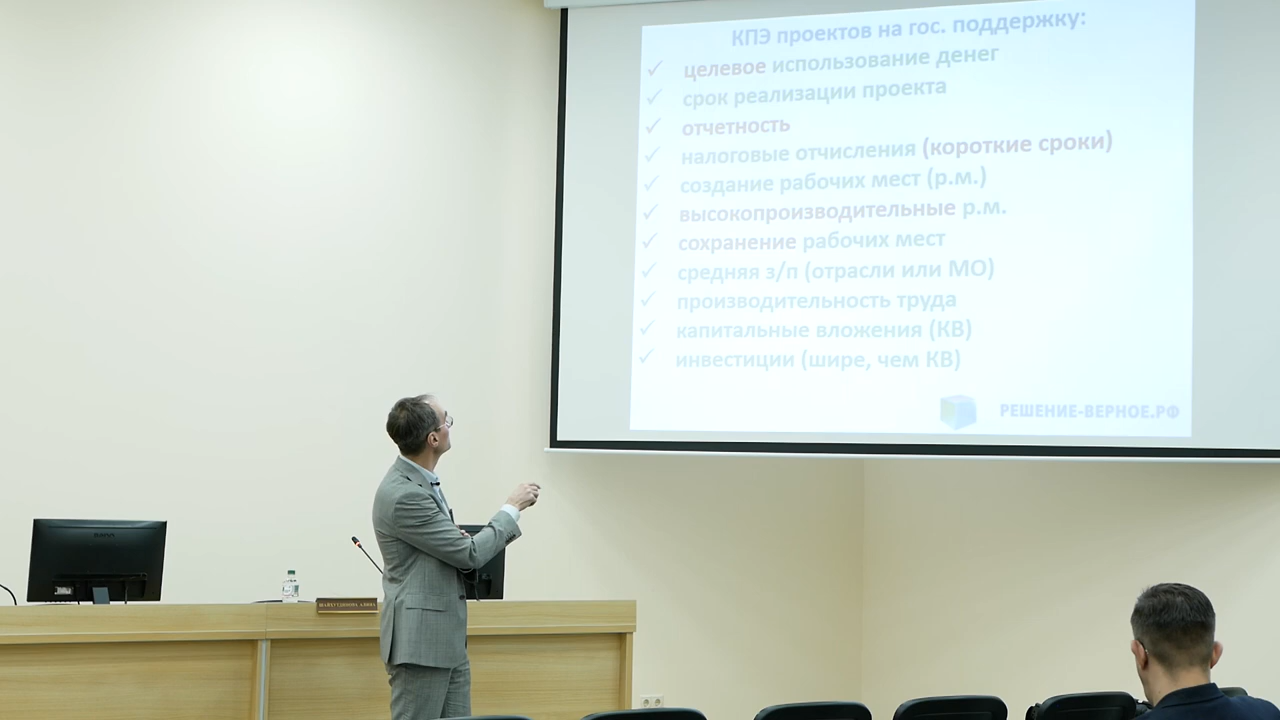 КПЭ проектов на гос. поддержку:
✓ целевое использование денег
✓ срок реализации проекта
✓ отчетность
✓ налоговые отчисления (короткие сроки)
✓ создание рабочих мест (р.м.)
✓ высокопроизводительные р.м.
✓ сохранение рабочих мест
✓ средняя з/п (отрасли или МО)
✓ производительность труда
✓ капитальные вложения (КВ)
✓ инвестиции (шире, чем КВ)
РЕШЕНИЕ-ВЕРНОЕ.РФ